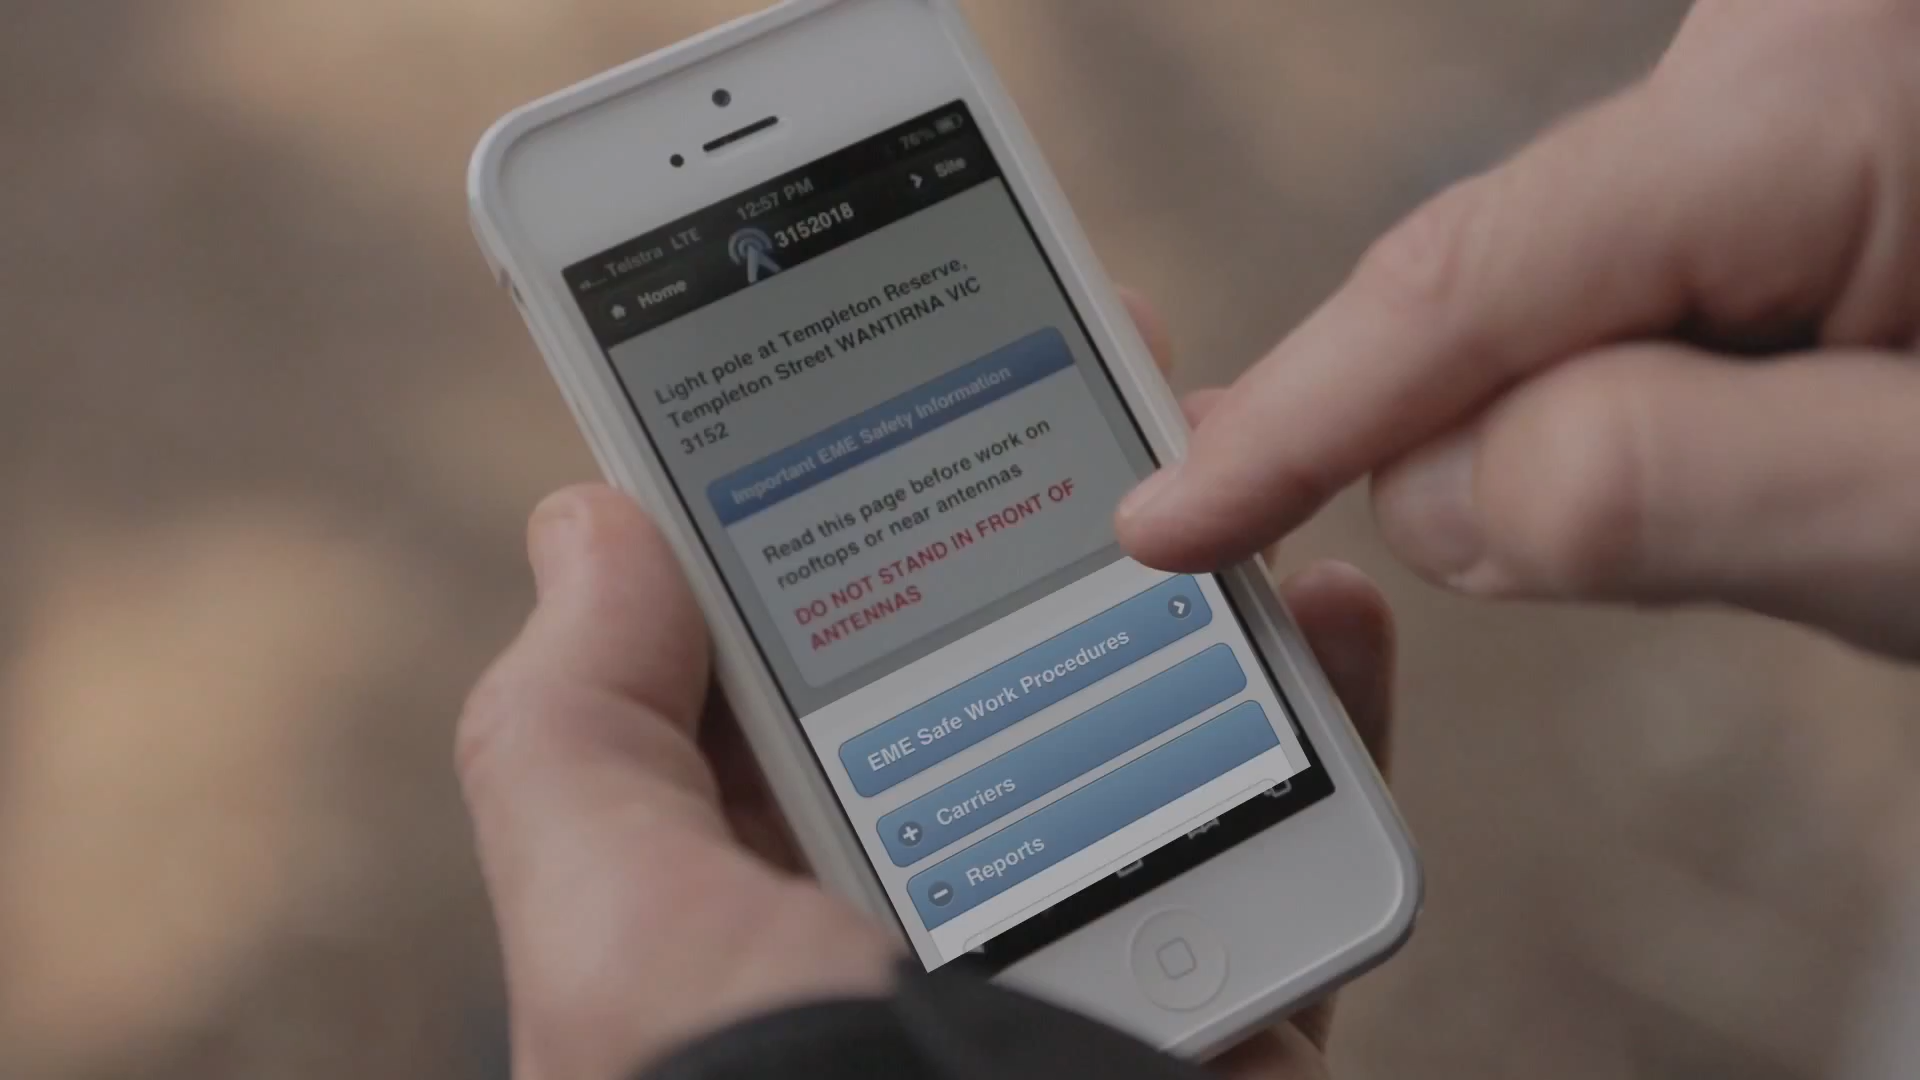 Telstra LTE 12:57 PM 76%
Home 3152018 Site
Light pole at Templeton Reserve,
Templeton Street WANTIRNA VIC
3152
Important EME Safety Information
Read this page before work on
rooftops or near antennas
DO NOT STAND IN FRONT OF
ANTENNAS
EME Safe Work Procedures
Carriers
Reports